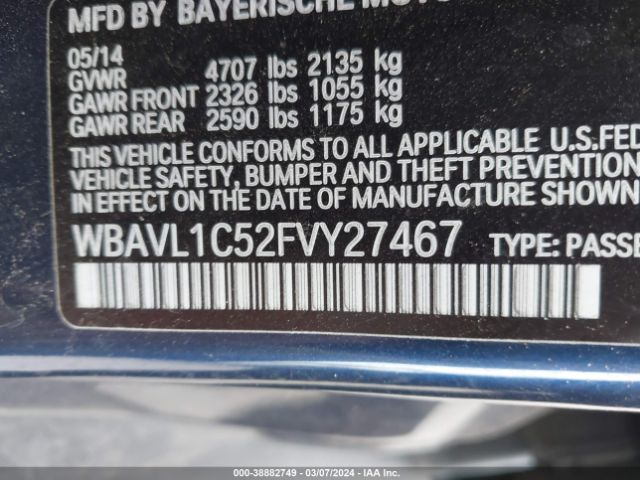 MFD BY BAYERISCHE MOTOR
05/14
GVWR 4707 lbs 2135 kg
GAWR FRONT 2326 lbs 1055 kg
GAWR REAR 2590 lbs 1175 kg
THIS VEHICLE CONFORMS TO ALL APPLICABLE U.S.FED
VEHICLE SAFETY, BUMPER AND THEFT PREVENTION
IN EFFECT ON THE DATE OF MANUFACTURE SHOWN
WBAVL1C52FVY27467 TYPE: PASSE
000-38882749 - 03/07/2024 - IAA Inc.